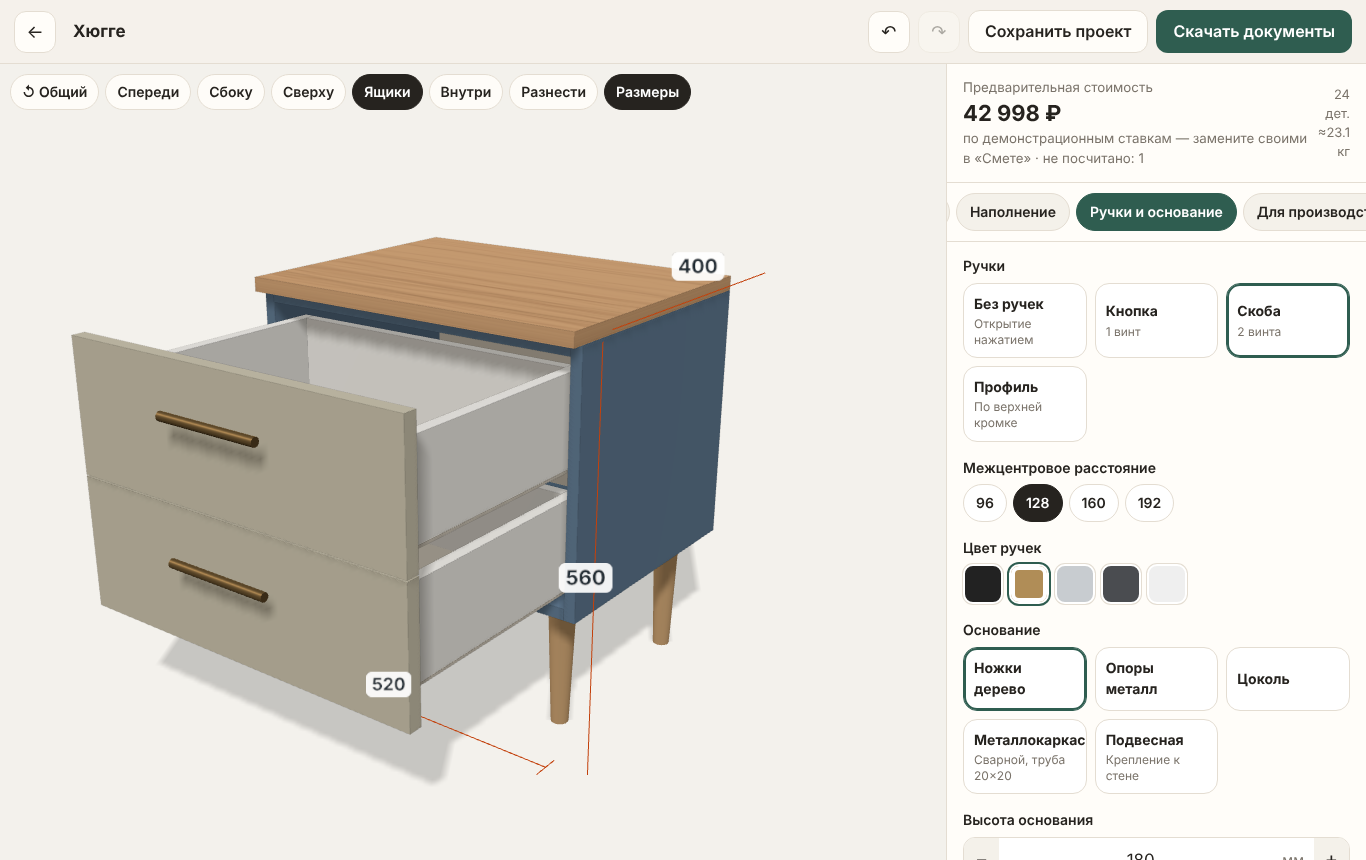 ← Хюгге ↶ ↷ Сохранить проект Скачать документы
Общий Спереди Сбоку Сверху Ящики Внутри Разнести Размеры
400
560
520
Предварительная стоимость
42 998 ₽
по демонстрационным ставкам — замените своими
в «Смете» · не посчитано: 1
24
дет.
≈23.1
кг
Наполнение Ручки и основание Для производст
Ручки
Без ручек
Открытие
нажатием
Кнопка
1 винт
Скоба
2 винта
Профиль
По верхней
кромке
Межцентровое расстояние
96 128 160 192
Цвет ручек
Основание
Ножки
дерево
Опоры
металл
Цоколь
Металлокаркас
Сварной, труба
20×20
Подвесная
Крепление к
стене
Высота основания
− 180 мм +